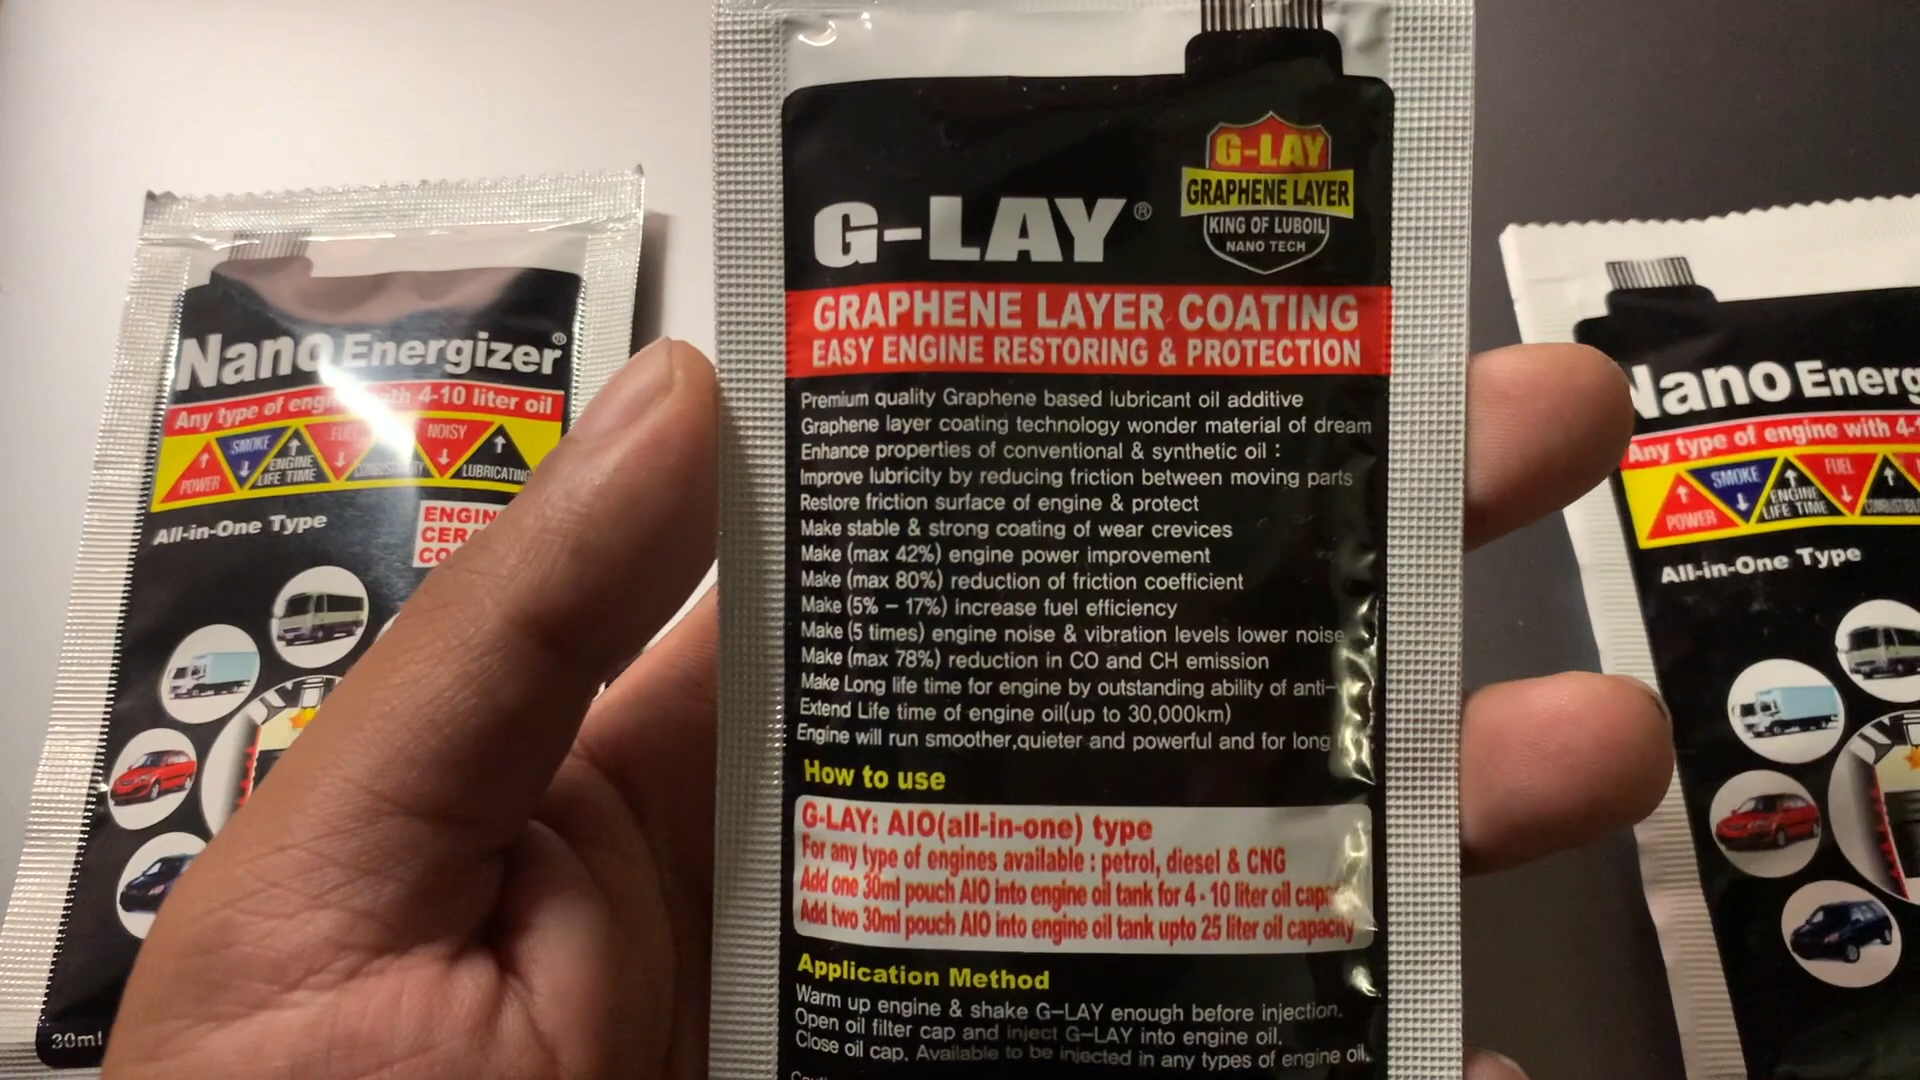 Nano Energizer®
Any type of engine with 4-10 liter oil
POWER
SMOKE
ENGINE
LIFE TIME
FUEL
NOISY
LUBRICATING
All-in-One Type
ENGIN
CER
CO
30ml
G-LAY®
G-LAY
GRAPHENE LAYER
KING OF LUBOIL
NANO TECH
GRAPHENE LAYER COATING
EASY ENGINE RESTORING & PROTECTION
Premium quality Graphene based lubricant oil additive
Graphene layer coating technology wonder material of dream
Enhance properties of conventional & synthetic oil :
Improve lubricity by reducing friction between moving parts
Restore friction surface of engine & protect
Make stable & strong coating of wear crevices
Make (max 42%) engine power improvement
Make (max 80%) reduction of friction coefficient
Make (5% - 17%) increase fuel efficiency
Make (5 times) engine noise & vibration levels lower noise
Make (max 78%) reduction in CO and CH emission
Make Long life time for engine by outstanding ability of anti-
Extend Life time of engine oil(up to 30,000km)
Engine will run smoother,quieter and powerful and for long
How to use
G-LAY: AIO(all-in-one) type
For any type of engines available : petrol, diesel & CNG
Add one 30ml pouch AIO into engine oil tank for 4 - 10 liter oil
Add two 30ml pouch AIO into engine oil tank upto 25 liter oil capacity
Application Method
Warm up engine & shake G-LAY enough before injection.
Open oil filter cap and inject G-LAY into engine oil.
Close oil cap. Available to be injected in any types of engine oil.
Nano Energ
Any type of engine with 4-
POWER
SMOKE
ENGINE
LIFE TIME
FUEL
All-in-One Type